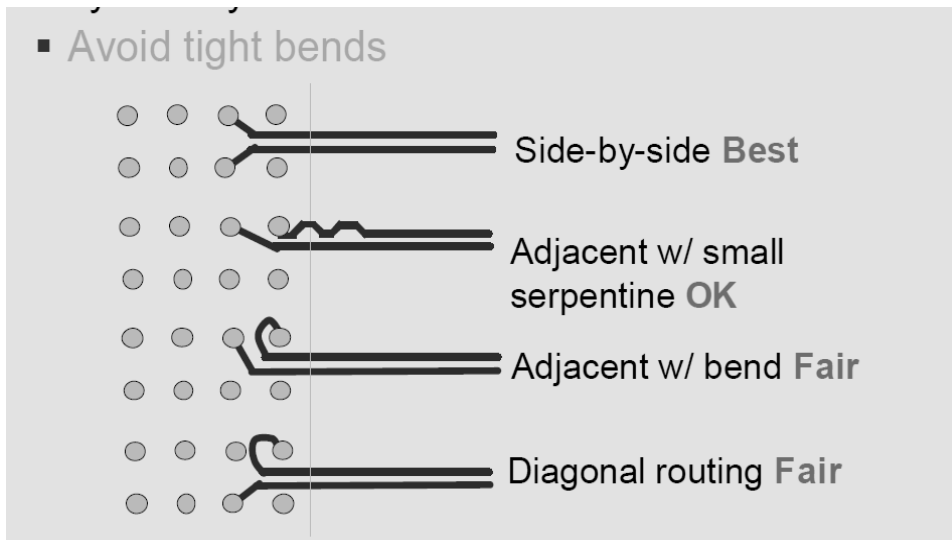 ▪ Avoid tight bends
Side-by-side Best
Adjacent w/ small
serpentine OK
Adjacent w/ bend Fair
Diagonal routing Fair